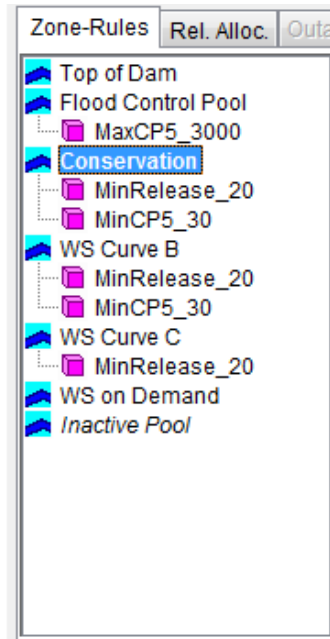 Zone-Rules Rel. Alloc. Outa
Top of Dam
Flood Control Pool
MaxCP5_3000
Conservation
MinRelease_20
MinCP5_30
WS Curve B
MinRelease_20
MinCP5_30
WS Curve C
MinRelease_20
WS on Demand
Inactive Pool